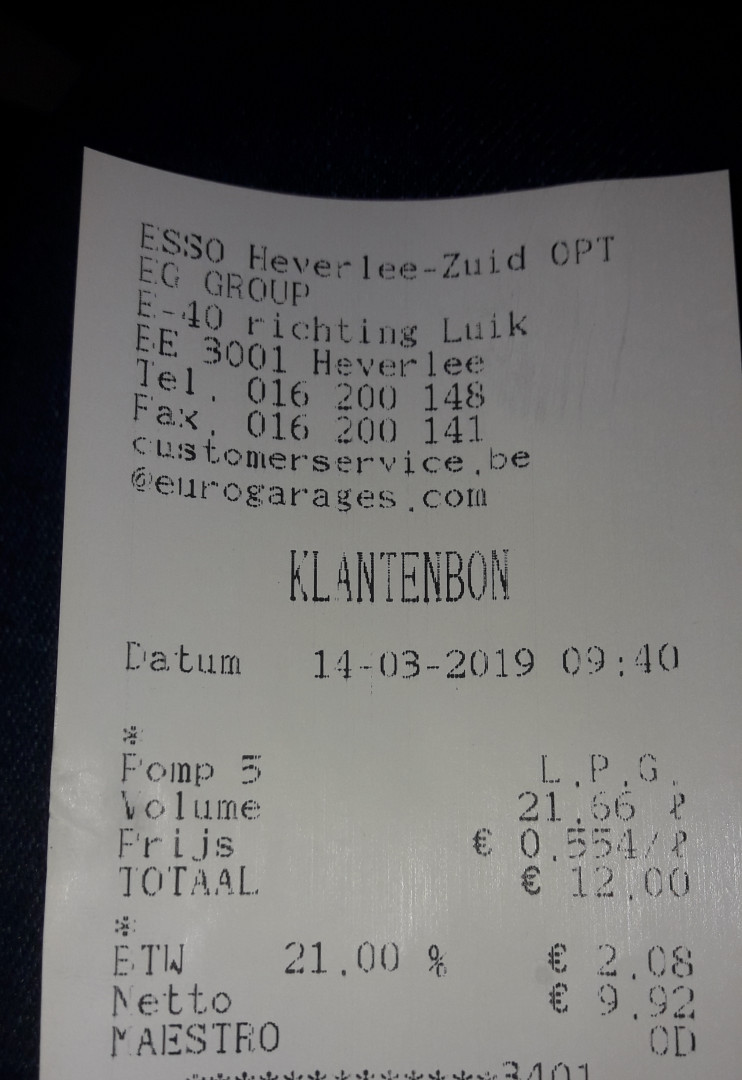 ESSO Heverlee-Zuid OPT
EG GROUP
E-40 richting Luik
BE 3001 Heverlee
Tel. 016 200 148
Fax. 016 200 141
customerservice.be
@eurogarages.com
KLANTENBON
Datum 14-03-2019 09:40
*
Pomp 5 L.P.G.
Volume 21.66 ℓ
Prijs € 0.554/ℓ
TOTAAL € 12.00
*
BTW 21.00 % € 2.08
Netto € 9.92
MAESTRO OD
*************3401